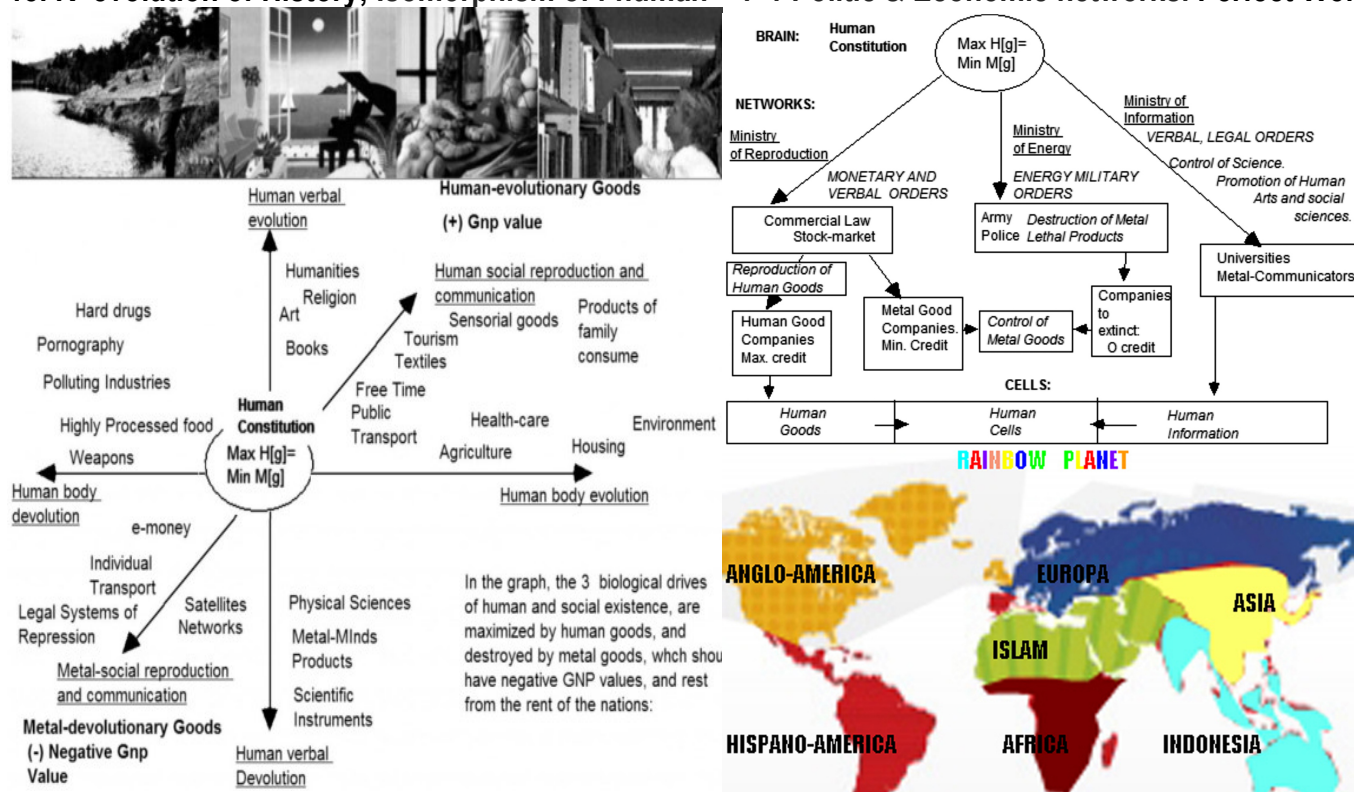 evolution of History, isomorphism of Politic & Economic networks: Perfect
Human verbal
evolution
Human-evolutionary Goods
(+) Gnp value
Humanities
Religion
Art
Books
Human social reproduction and
communication
Sensorial goods
Products of
family
consume
Tourism
Textiles
Free Time
Public
Transport
Hard drugs
Pornography
Polluting Industries
Highly Processed food
Weapons
Human
Constitution
Max H[g]=
Min M[g]
Health-care
Agriculture
Environment
Housing
Human body evolution
Human body
devolution
e-money
Individual
Transport
Legal Systems of
Repression
Satellites
Networks
Metal-social reproduction
and communication
Metal-devolutionary Goods
(-) Negative Gnp
Value
Physical Sciences
Metal-MInds
Products
Scientific
Instruments
Human verbal
Devolution
In the graph, the 3 biological drives
of human and social existence, are
maximized by human goods, and
destroyed by metal goods, whch shou
have negative GNP values, and rest
from the rent of the nations:
BRAIN:
Human
Constitution
Max H[g]=
Min M[g]
NETWORKS:
Ministry
of Reproduction
MONETARY AND
VERBAL ORDERS
Ministry
of Energy
ENERGY MILITARY
ORDERS
Ministry of
Information
VERBAL, LEGAL ORDERS
Control of Science.
Promotion of Human
Arts and social
sciences.
Commercial Law
Stock-market
Army Destruction of Metal
Police Lethal Products
Universities
Metal-Communicators
Reproduction of
Human Goods
Human Good
Companies
Max. credit
Metal Good
Companies.
Min. Credit
Control of
Metal Goods
Companies
to
extinct:
O credit
CELLS:
Human
Goods
Human
Cells
Human
Information
RAINBOW PLANET
ANGLO-AMERICA
EUROPA
ASIA
ISLAM
HISPANO-AMERICA
AFRICA
INDONESIA